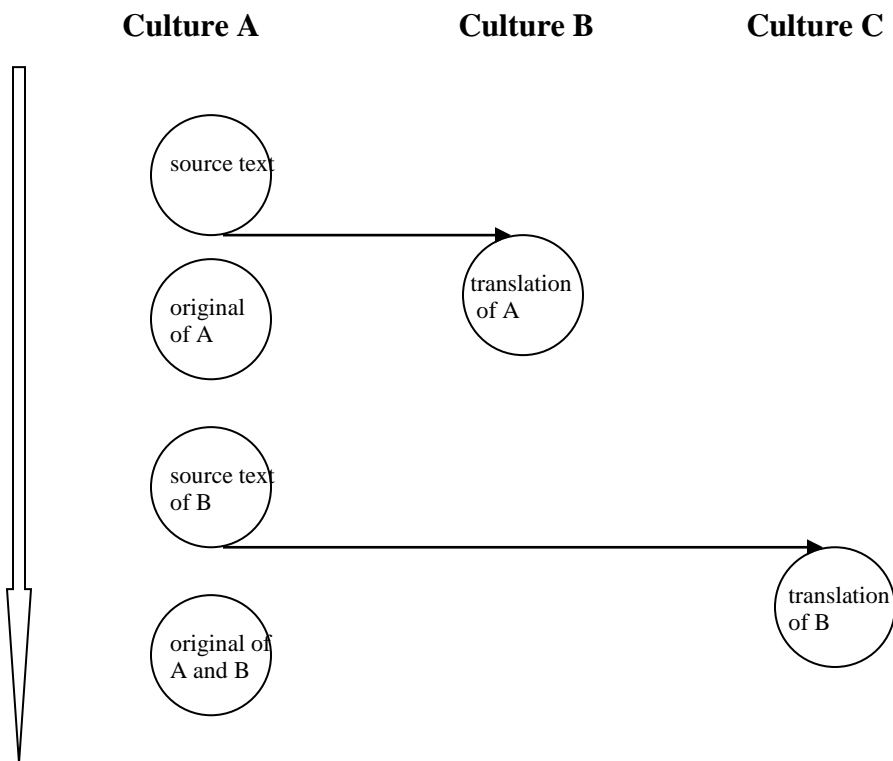 Culture A
Culture B
Culture C
source text
original
of A
translation
of A
source text
of B
translation
of B
original of
A and B